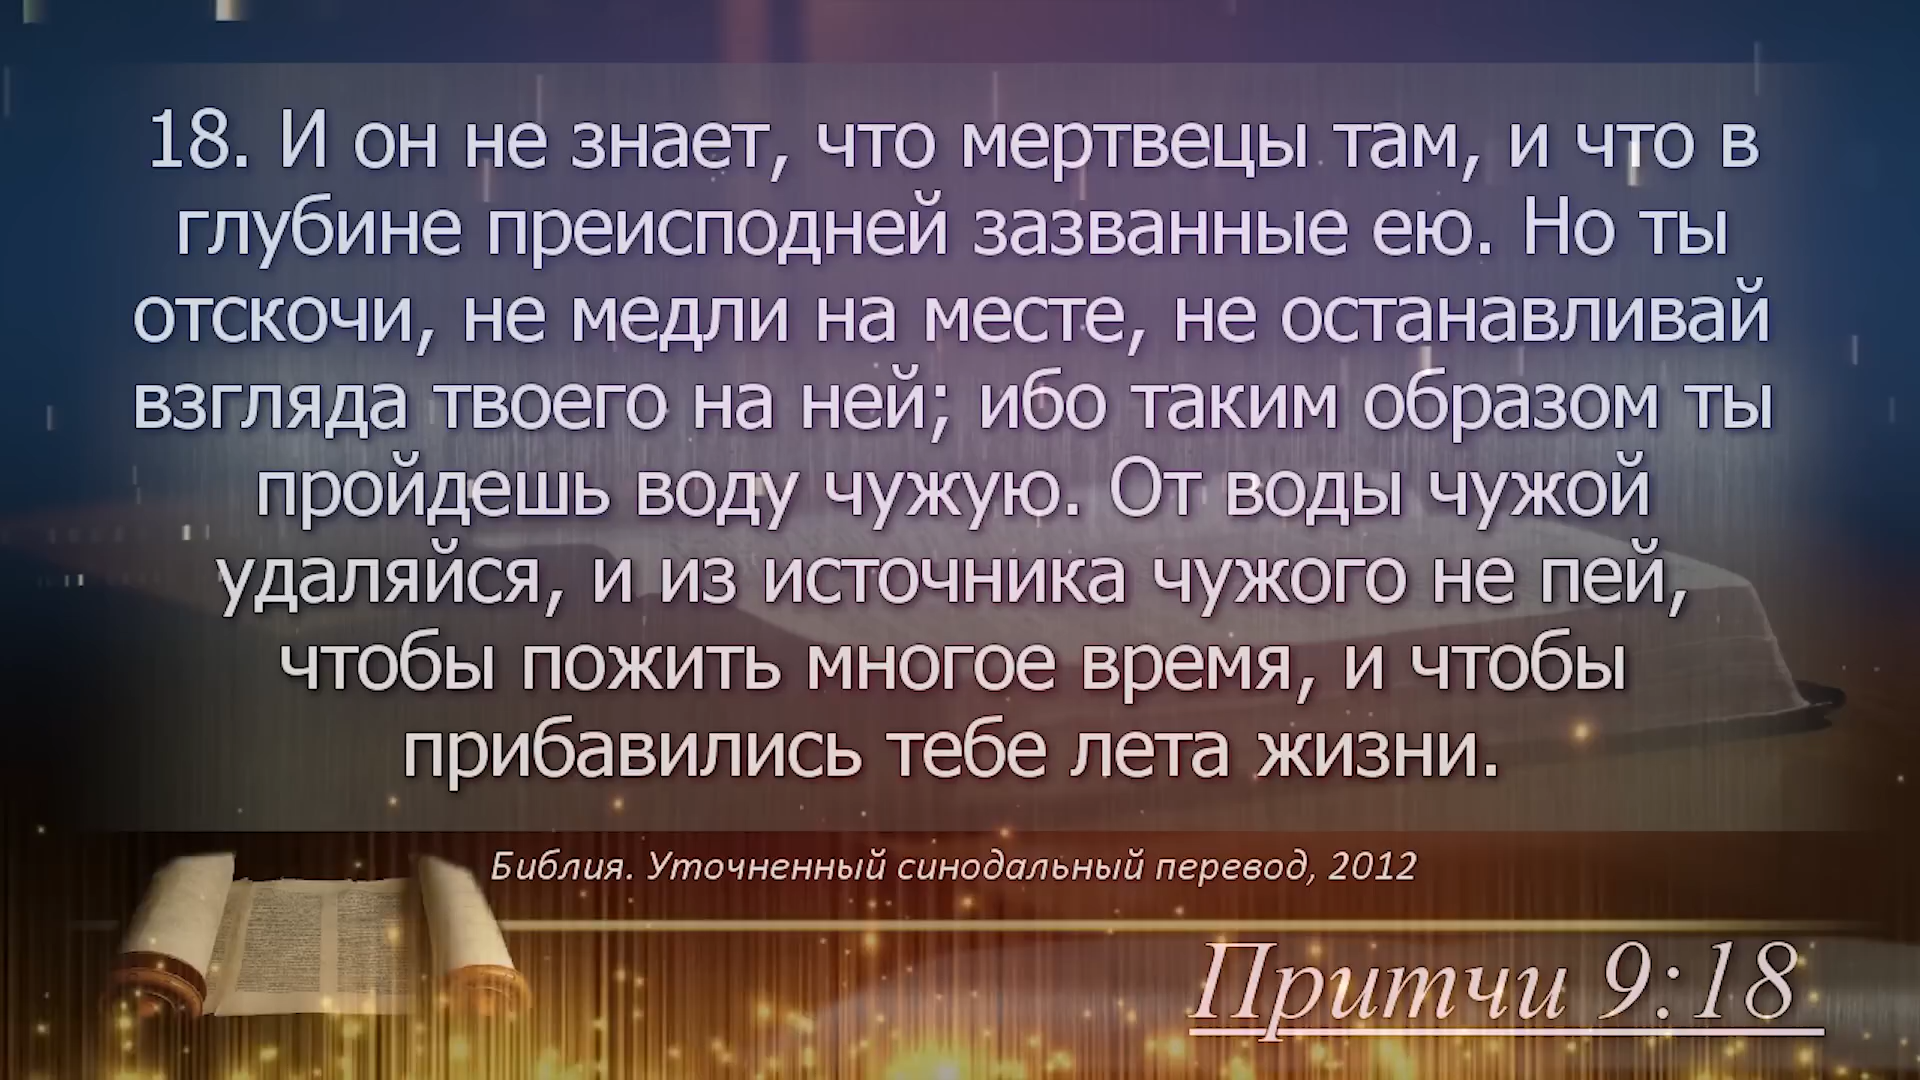 18. И он не знает, что мертвецы там, и что в
глубине преисподней зазванные ею. Но ты
отскочи, не медли на месте, не останавливай
взгляда твоего на ней; ибо таким образом ты
пройдешь воду чужую. От воды чужой
удаляйся, и из источника чужого не пей,
чтобы пожить многое время, и чтобы
прибавились тебе лета жизни.
Библия. Уточненный синодальный перевод, 2012
Притчи 9:18